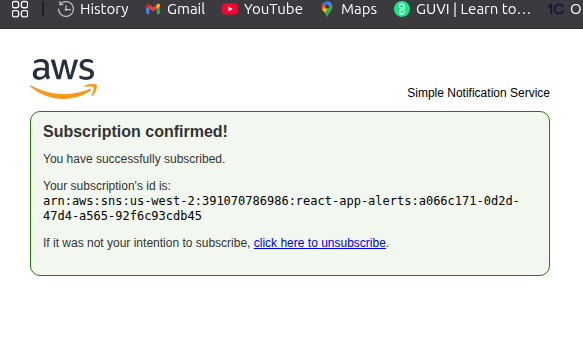 History Gmail YouTube Maps GUVI | Learn to... 1C O
aws
Simple Notification Service
Subscription confirmed!
You have successfully subscribed.
Your subscription's id is:
arn:aws:sns:us-west-2:391070786986:react-app-alerts:a066c171-0d2d-
47d4-a565-92f6c93cdb45
If it was not your intention to subscribe, click here to unsubscribe.